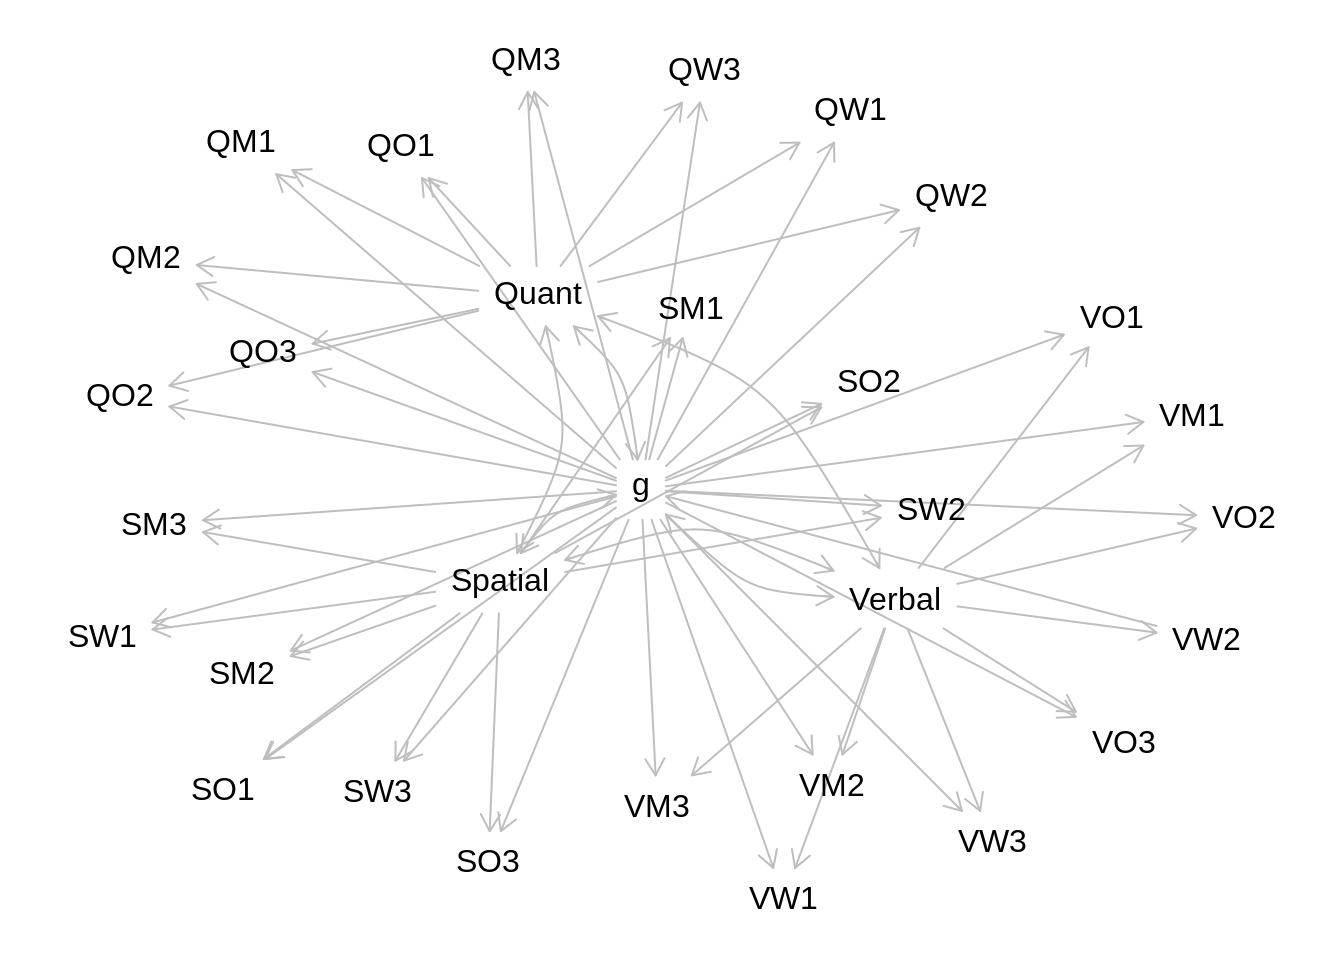 QM3
QW3
QW1
QM1
QO1
QW2
QM2
Quant
SM1
VO1
QO3
SO2
QO2
VM1
g
SW2
VO2
SM3
Spatial
Verbal
SW1
VW2
SM2
VO3
SO1
SW3
VM2
VM3
VW3
SO3
VW1